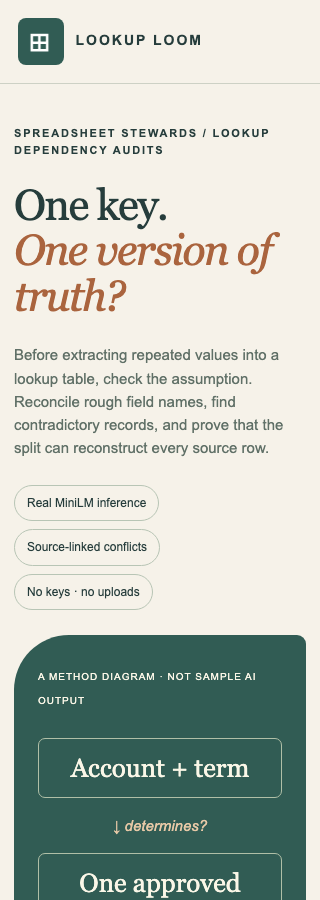 LOOKUP LOOM
SPREADSHEET STEWARDS / LOOKUP
DEPENDENCY AUDITS
One key.
One version of
truth?
Before extracting repeated values into a
lookup table, check the assumption.
Reconcile rough field names, find
contradictory records, and prove that the
split can reconstruct every source row.
Real MiniLM inference
Source-linked conflicts
No keys · no uploads
A METHOD DIAGRAM · NOT SAMPLE AI
OUTPUT
Account + term
↓ determines?
One approved